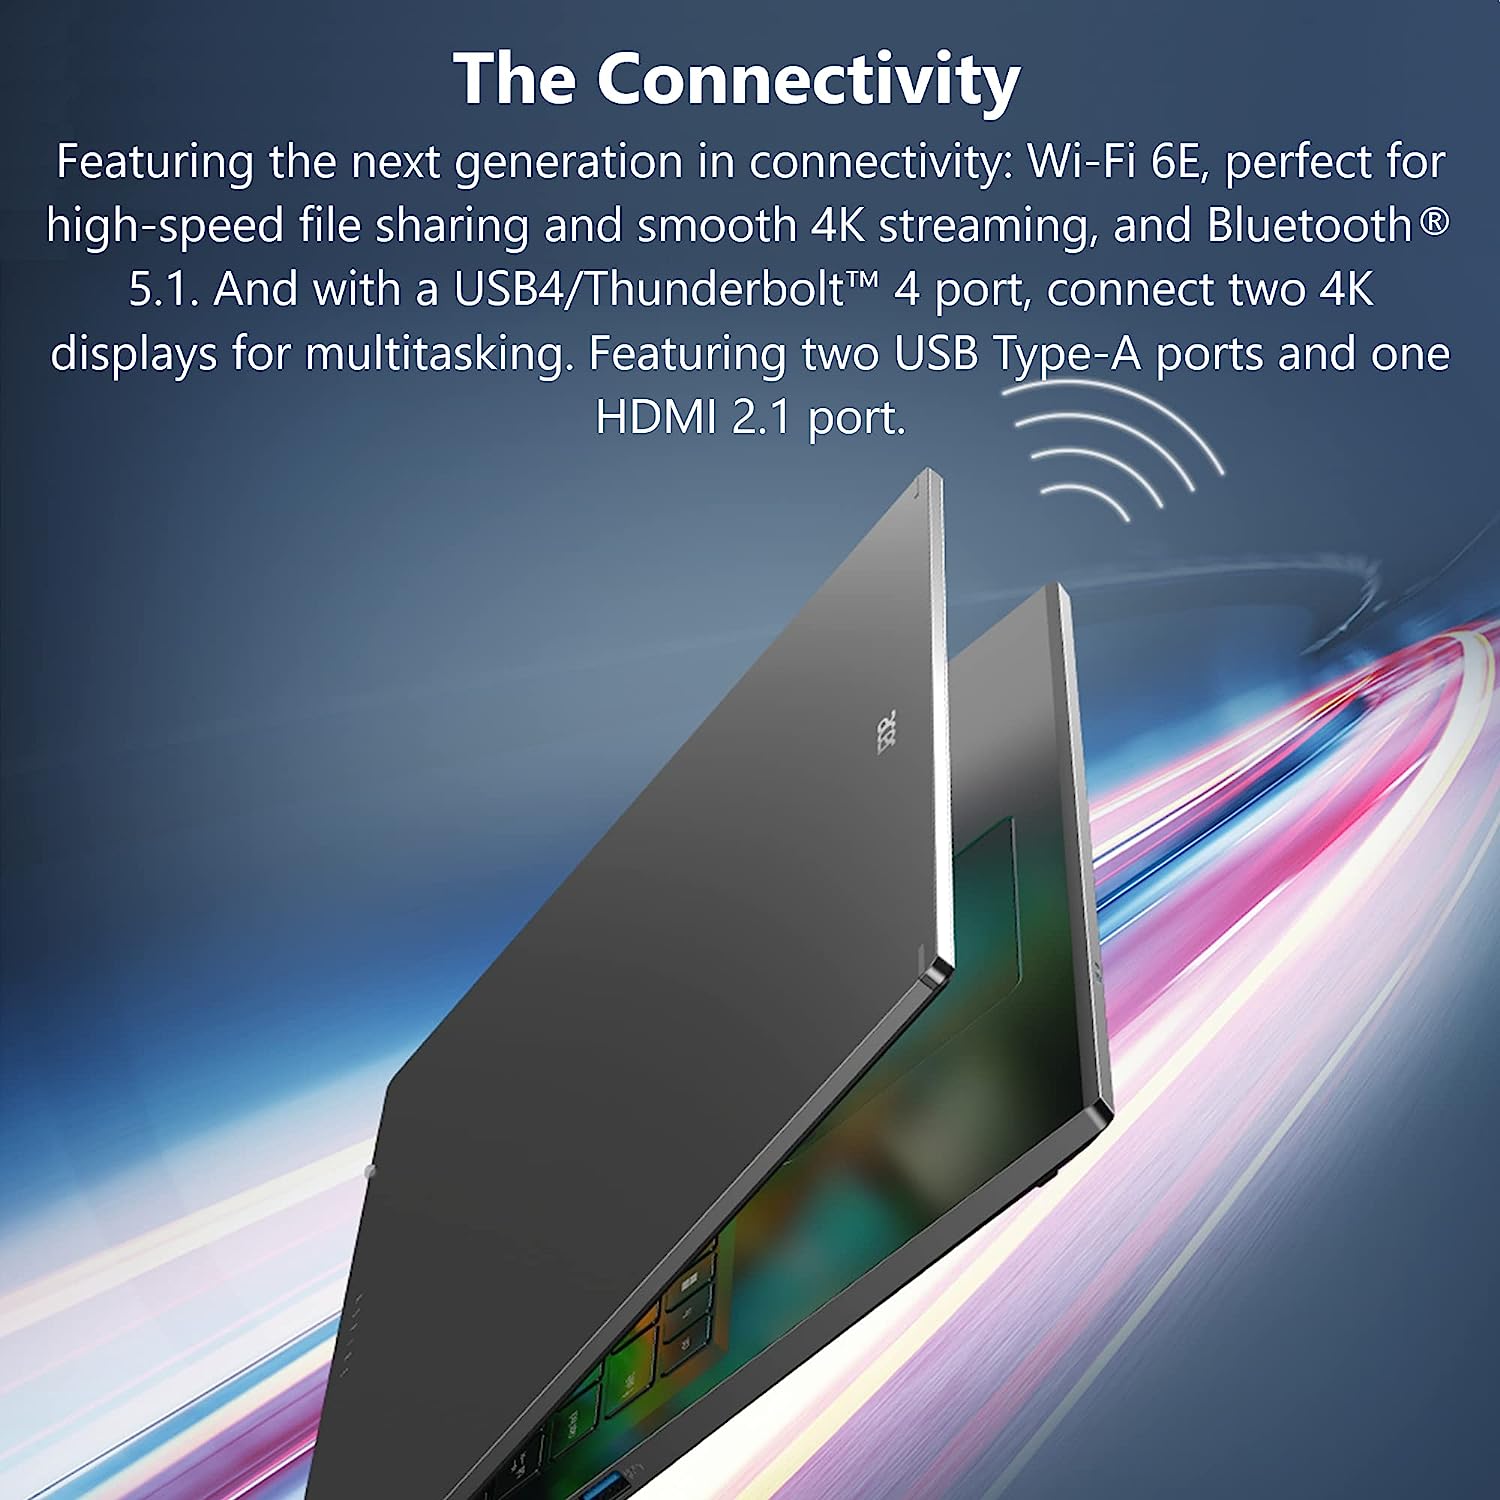 The Connectivity
Featuring the next generation in connectivity: Wi-Fi 6E, perfect for
high-speed file sharing and smooth 4K streaming, and Bluetooth®
5.1. And with a USB4/Thunderbolt™ 4 port, connect two 4K
displays for multitasking. Featuring two USB Type-A ports and one
HDMI 2.1 port.